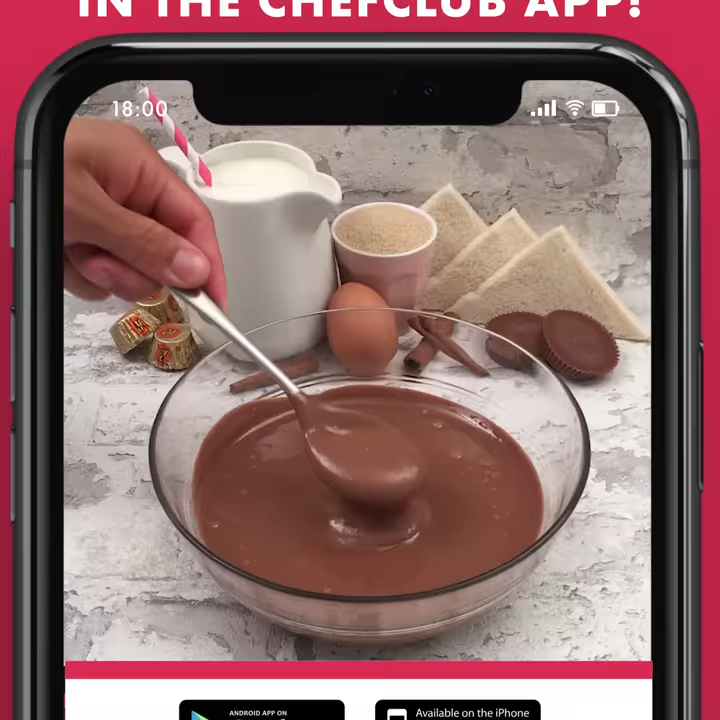 IN THE CHEFCLUB APP!
18:00
ANDROID APP ON
Available on the iPhone